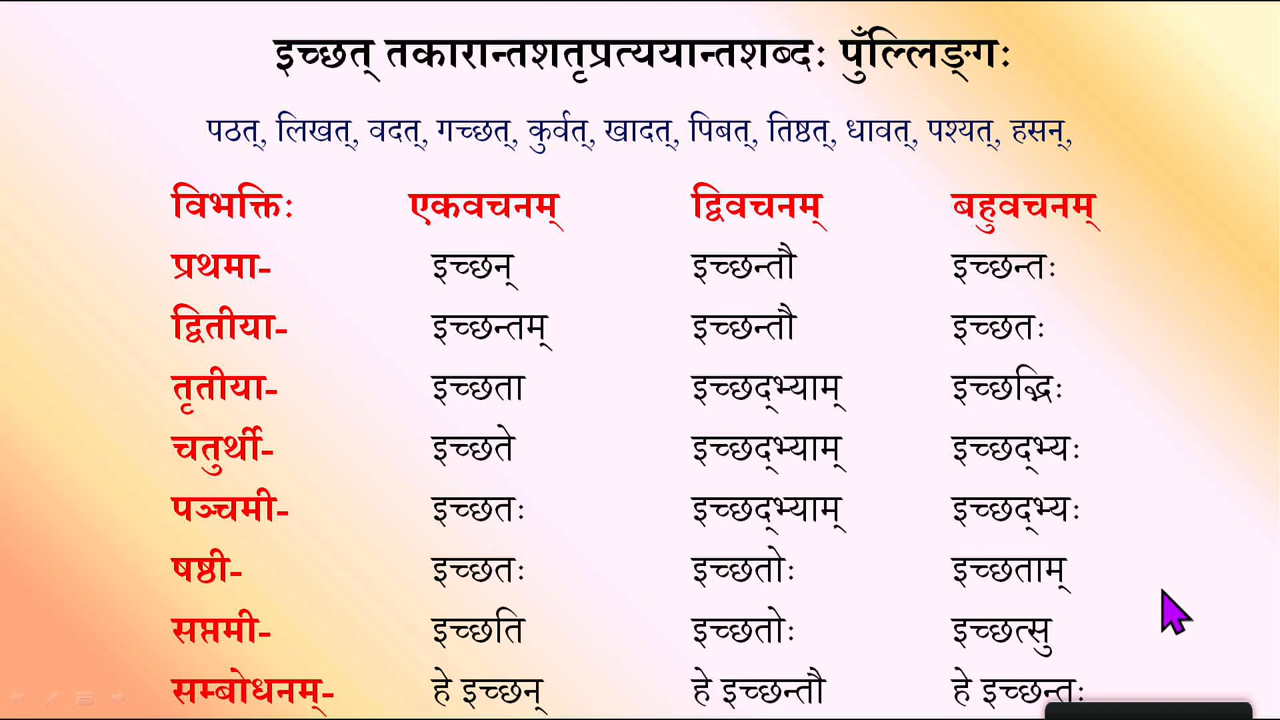 इच्छत् तकारान्तशतृप्रत्ययान्तशब्दः पुँल्लिङ्गः
पठत्, लिखत्, वदत्, गच्छत्, कुर्वत्, खादत्, पिबत्, तिष्ठत्, धावत्, पश्यत्, हसन्,
विभक्तिः एकवचनम् द्विवचनम् बहुवचनम्
प्रथमा- इच्छन् इच्छन्तौ इच्छन्तः
द्वितीया- इच्छन्तम् इच्छन्तौ इच्छतः
तृतीया- इच्छता इच्छद्भ्याम् इच्छद्भिः
चतुर्थी- इच्छते इच्छद्भ्याम् इच्छद्भ्यः
पञ्चमी- इच्छतः इच्छद्भ्याम् इच्छद्भ्यः
षष्ठी- इच्छतः इच्छतोः इच्छताम्
सप्तमी- इच्छति इच्छतोः इच्छत्सु
सम्बोधनम्- हे इच्छन् हे इच्छन्तौ हे इच्छन्तः